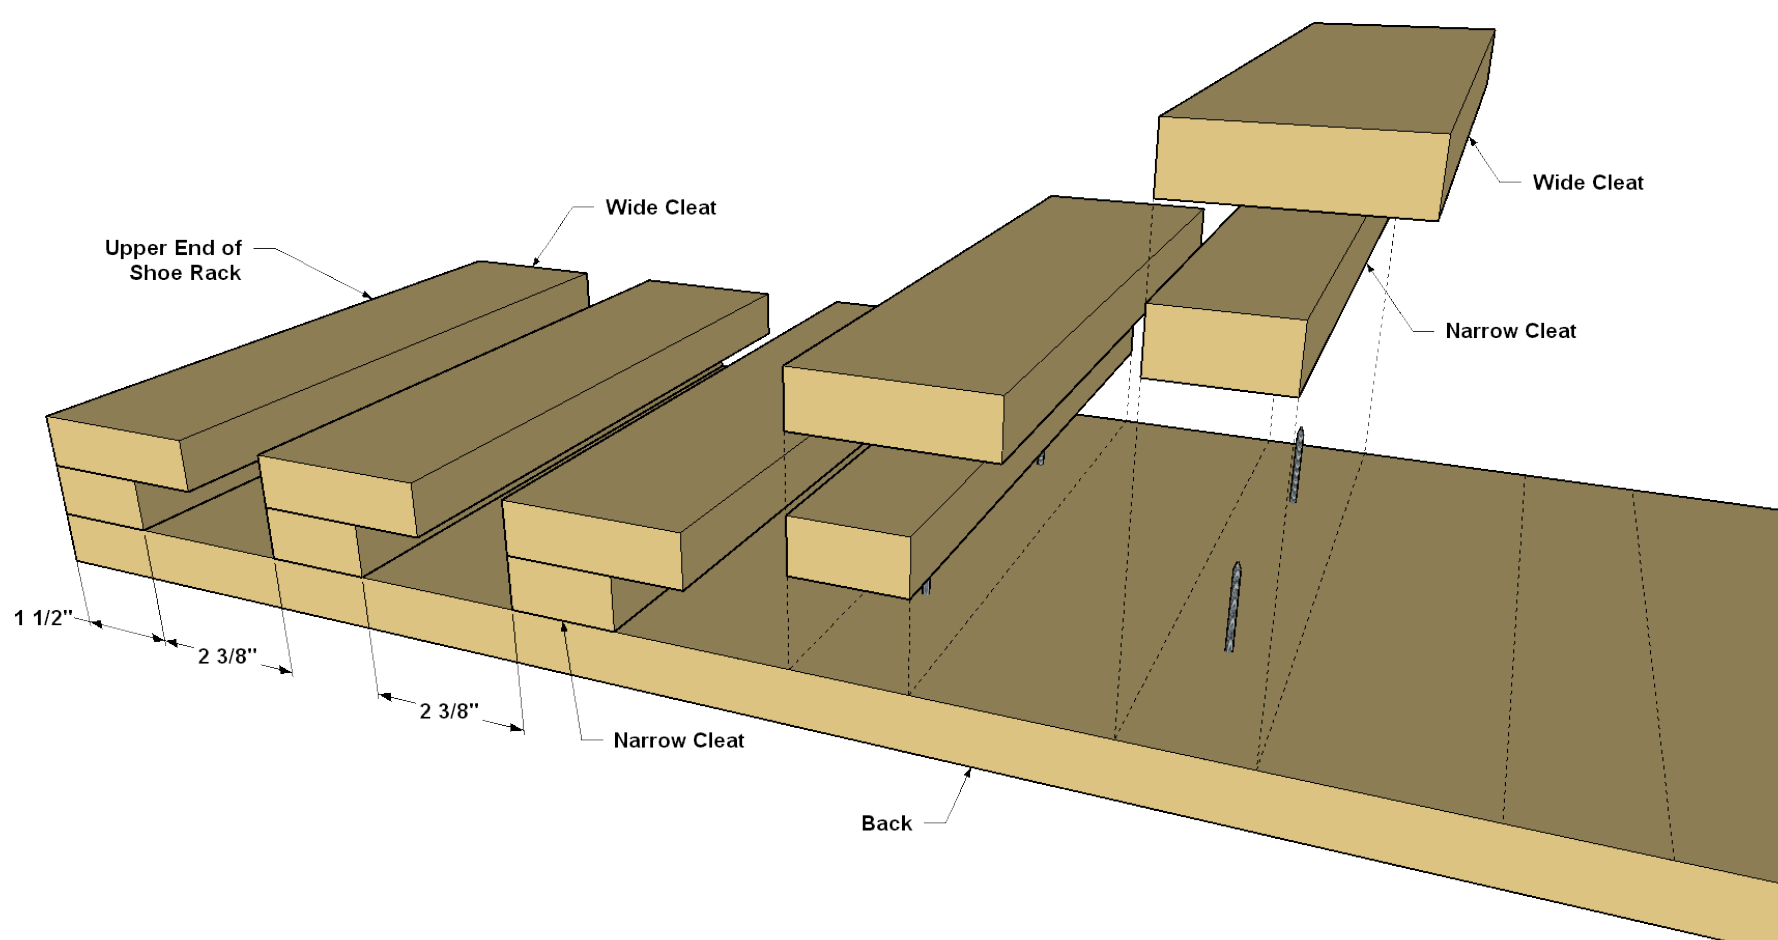 Wide Cleat
Wide Cleat
Upper End of
Shoe Rack
Narrow Cleat
1 1/2"
2 3/8"
2 3/8"
Narrow Cleat
Back